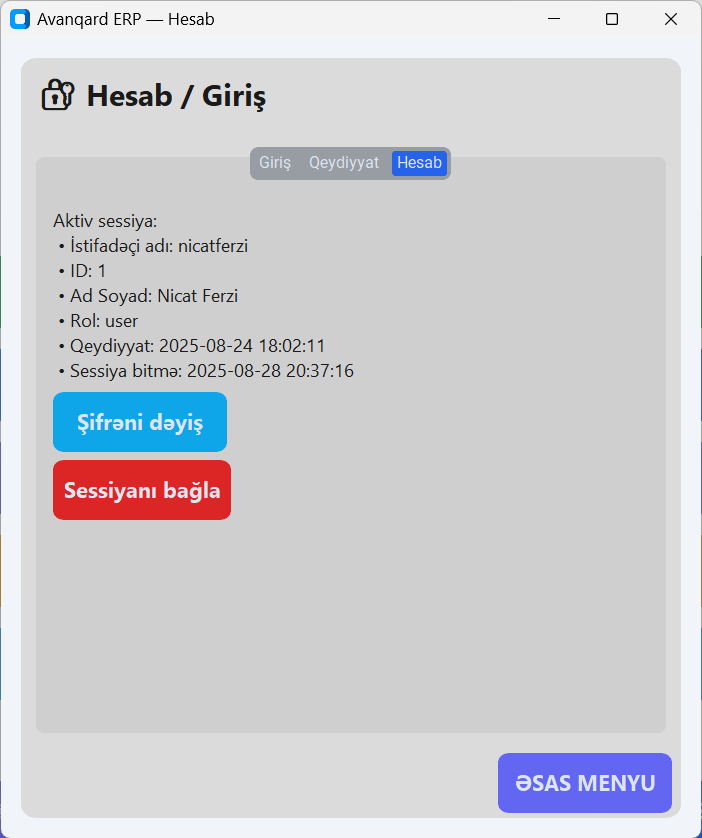 Avanqard ERP — Hesab
Hesab / Giriş
Giriş Qeydiyyat Hesab
Aktiv sessiya:
• İstifadəçi adı: nicatferzi
• ID: 1
• Ad Soyad: Nicat Ferzi
• Rol: user
• Qeydiyyat: 2025-08-24 18:02:11
• Sessiya bitmə: 2025-08-28 20:37:16
Şifrəni dəyiş
Sessiyanı bağla
ƏSAS MENYU